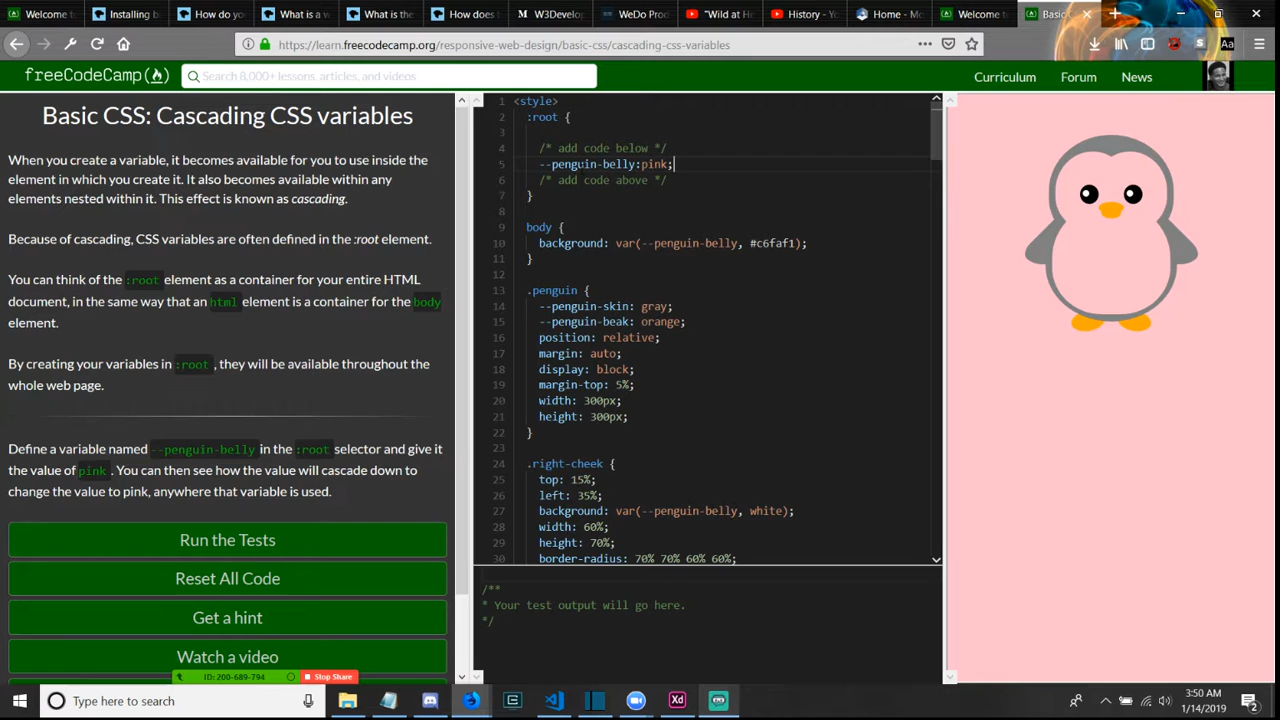 Welcome t
Installing b
How do yo
What is a w
What is the
How does
W3Develop
WeDo Prod
"Wild at He
History - Yo
Home - Mo
Welcome t
Basic
https://learn.freecodecamp.org/responsive-web-design/basic-css/cascading-css-variables
freeCodeCamp
Search 8,000+ lessons, articles, and videos
Curriculum
Forum
News
Basic CSS: Cascading CSS variables
When you create a variable, it becomes available for you to use inside the
element in which you create it. It also becomes available within any
elements nested within it. This effect is known as cascading.
Because of cascading, CSS variables are often defined in the :root element.
You can think of the :root element as a container for your entire HTML
document, in the same way that an html element is a container for the body
element.
By creating your variables in :root, they will be available throughout the
whole web page.
Define a variable named --penguin-belly in the :root selector and give it
the value of pink. You can then see how the value will cascade down to
change the value to pink, anywhere that variable is used.
Run the Tests
Reset All Code
Get a hint
Watch a video
ID: 200-689-794
Stop Share
1 <style>
2 :root {
3
4 /* add code below */
5 --penguin-belly:pink;
6 /* add code above */
7 }
8
9 body {
10 background: var(--penguin-belly, #c6faf1);
11 }
12
13 .penguin {
14 --penguin-skin: gray;
15 --penguin-beak: orange;
16 position: relative;
17 margin: auto;
18 display: block;
19 margin-top: 5%;
20 width: 300px;
21 height: 300px;
22 }
23
24 .right-cheek {
25 top: 15%;
26 left: 35%;
27 background: var(--penguin-belly, white);
28 width: 60%;
29 height: 70%;
30 border-radius: 70% 70% 60% 60%;
/**
* Your test output will go here.
*/
Type here to search
Xd
3:50 AM
1/14/2019
2